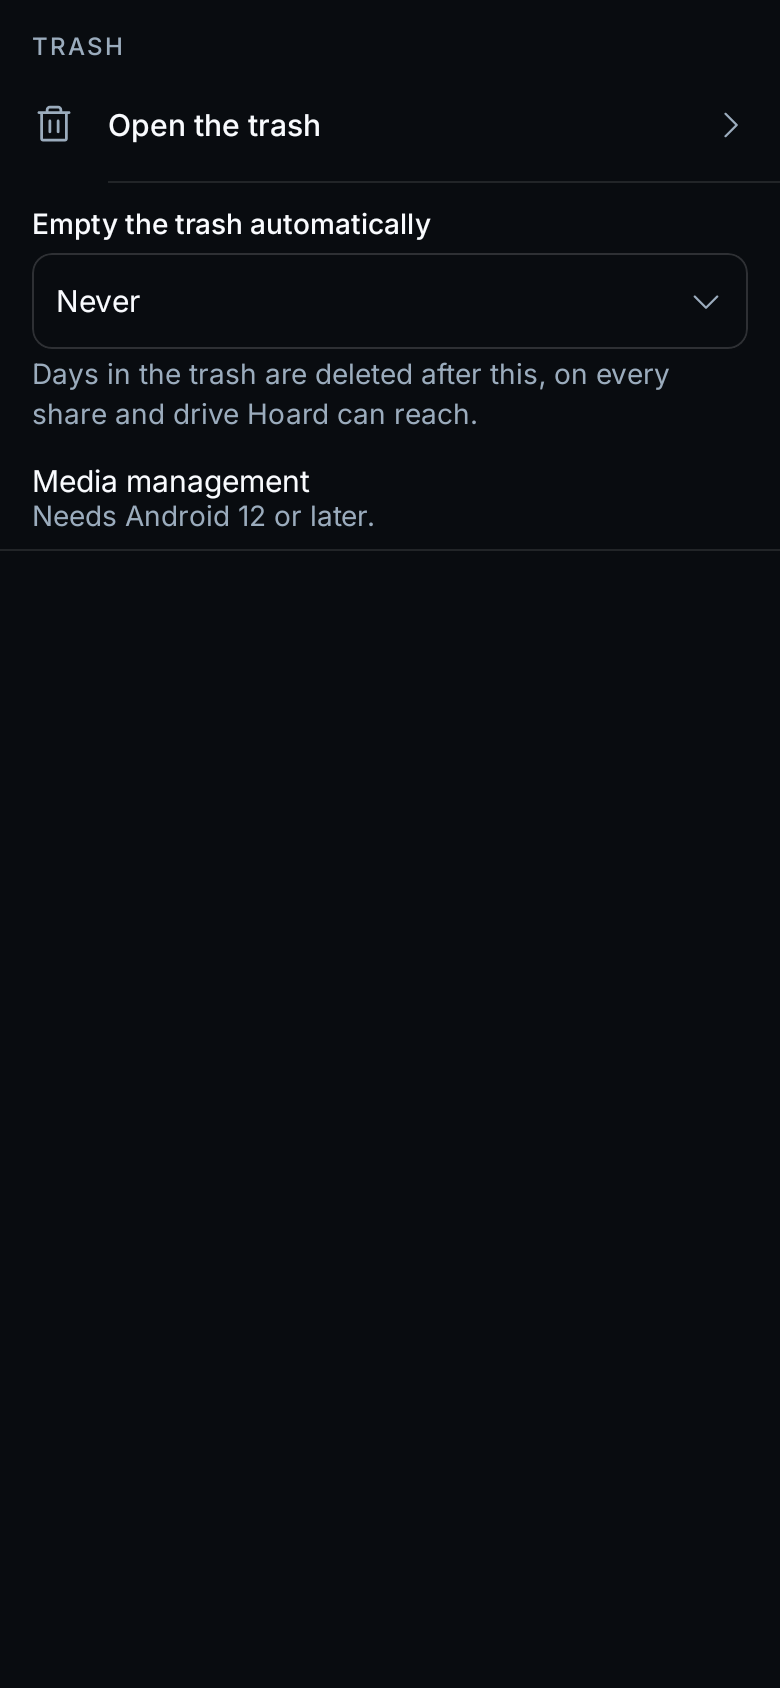 TRASH
Open the trash
Empty the trash automatically
Never
Days in the trash are deleted after this, on every
share and drive Hoard can reach.
Media management
Needs Android 12 or later.